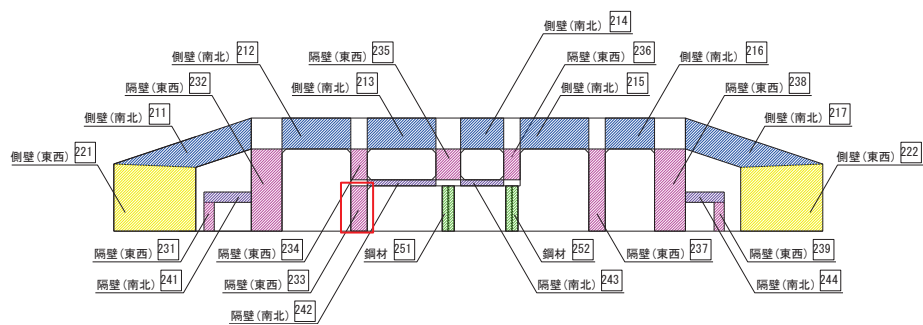 側壁(南北) 214
側壁(南北) 212
隔壁(東西) 235
隔壁(東西) 236
側壁(南北) 216
隔壁(東西) 232
側壁(南北) 213
側壁(南北) 215
隔壁(東西) 238
側壁(南北) 211
側壁(南北) 217
側壁(東西) 221
側壁(東西) 222
隔壁(東西) 231
隔壁(東西) 234
鋼材 251
鋼材 252
隔壁(東西) 237
隔壁(東西) 239
隔壁(南北) 241
隔壁(東西) 233
隔壁(南北) 243
隔壁(南北) 244
隔壁(南北) 242